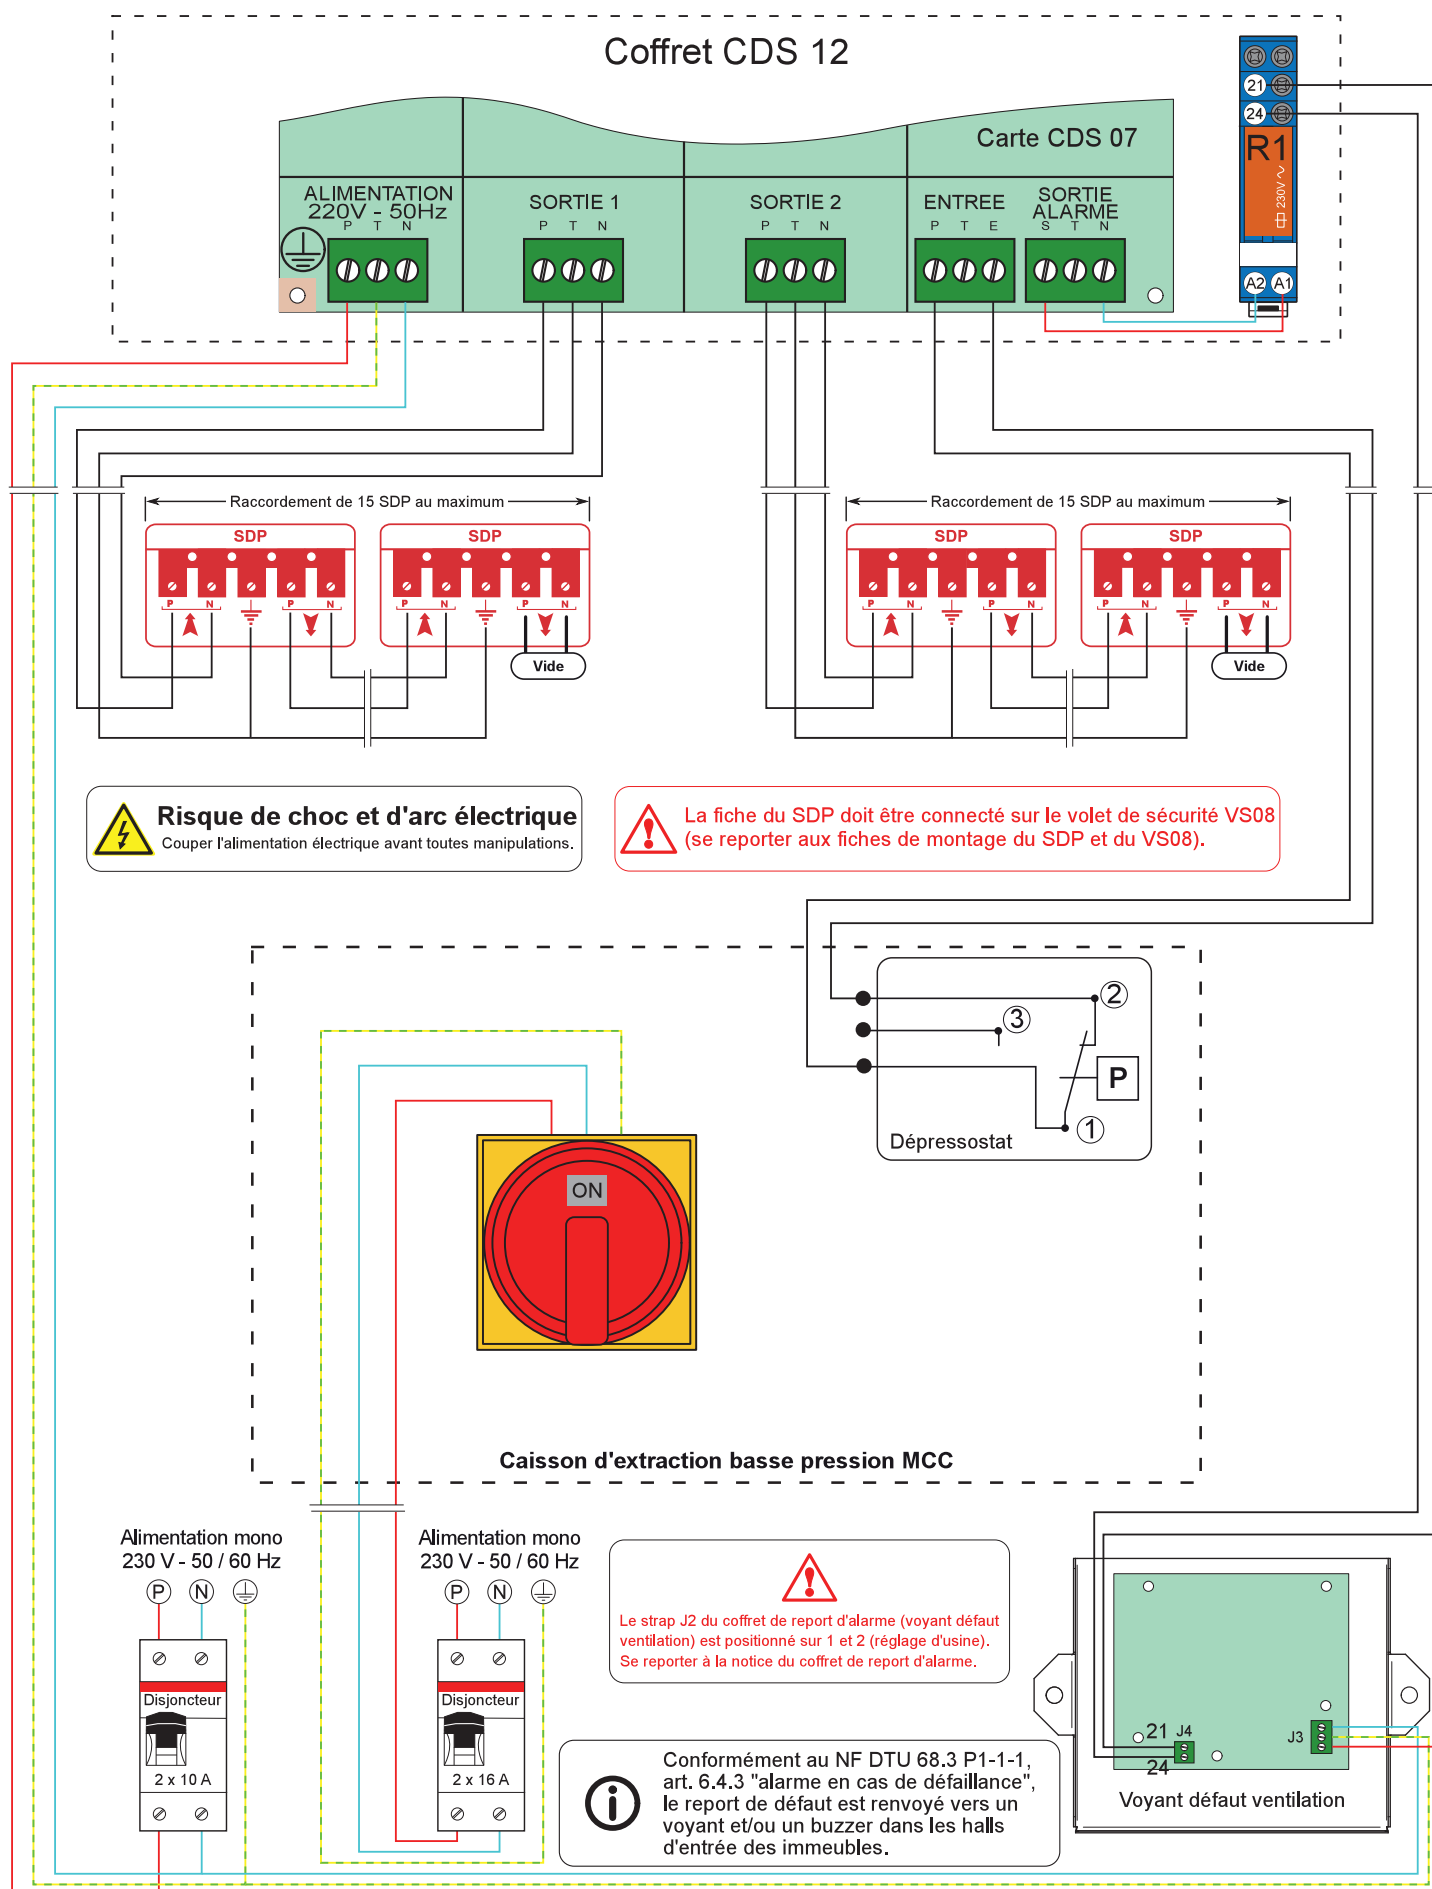 Coffret CDS 12
Carte CDS 07
21
24
R1
230V
A2 A1
ALIMENTATION
220V - 50Hz
P T N
SORTIE 1
P T N
SORTIE 2
P T N
ENTREE
P T E
SORTIE
ALARME
S T N
Raccordement de 15 SDP au maximum
SDP
P N P N
SDP
P N P N
Vide
Raccordement de 15 SDP au maximum
SDP
P N P N
SDP
P N P N
Vide
Risque de choc et d'arc électrique
Couper l'alimentation électrique avant toutes manipulations.
La fiche du SDP doit être connecté sur le volet de sécurité VS08
(se reporter aux fiches de montage du SDP et du VS08).
2
3
P
1
Dépressostat
ON
Caisson d'extraction basse pression MCC
Alimentation mono
230 V - 50 / 60 Hz
P N
Disjoncteur
2 x 10 A
Alimentation mono
230 V - 50 / 60 Hz
P N
Disjoncteur
2 x 16 A
Le strap J2 du coffret de report d'alarme (voyant défaut
ventilation) est positionné sur 1 et 2 (réglage d'usine).
Se reporter à la notice du coffret de report d'alarme.
Conformément au NF DTU 68.3 P1-1-1,
art. 6.4.3 "alarme en cas de défaillance",
le report de défaut est renvoyé vers un
voyant et/ou un buzzer dans les halls
d'entrée des immeubles.
21 J4
24
J3
Voyant défaut ventilation